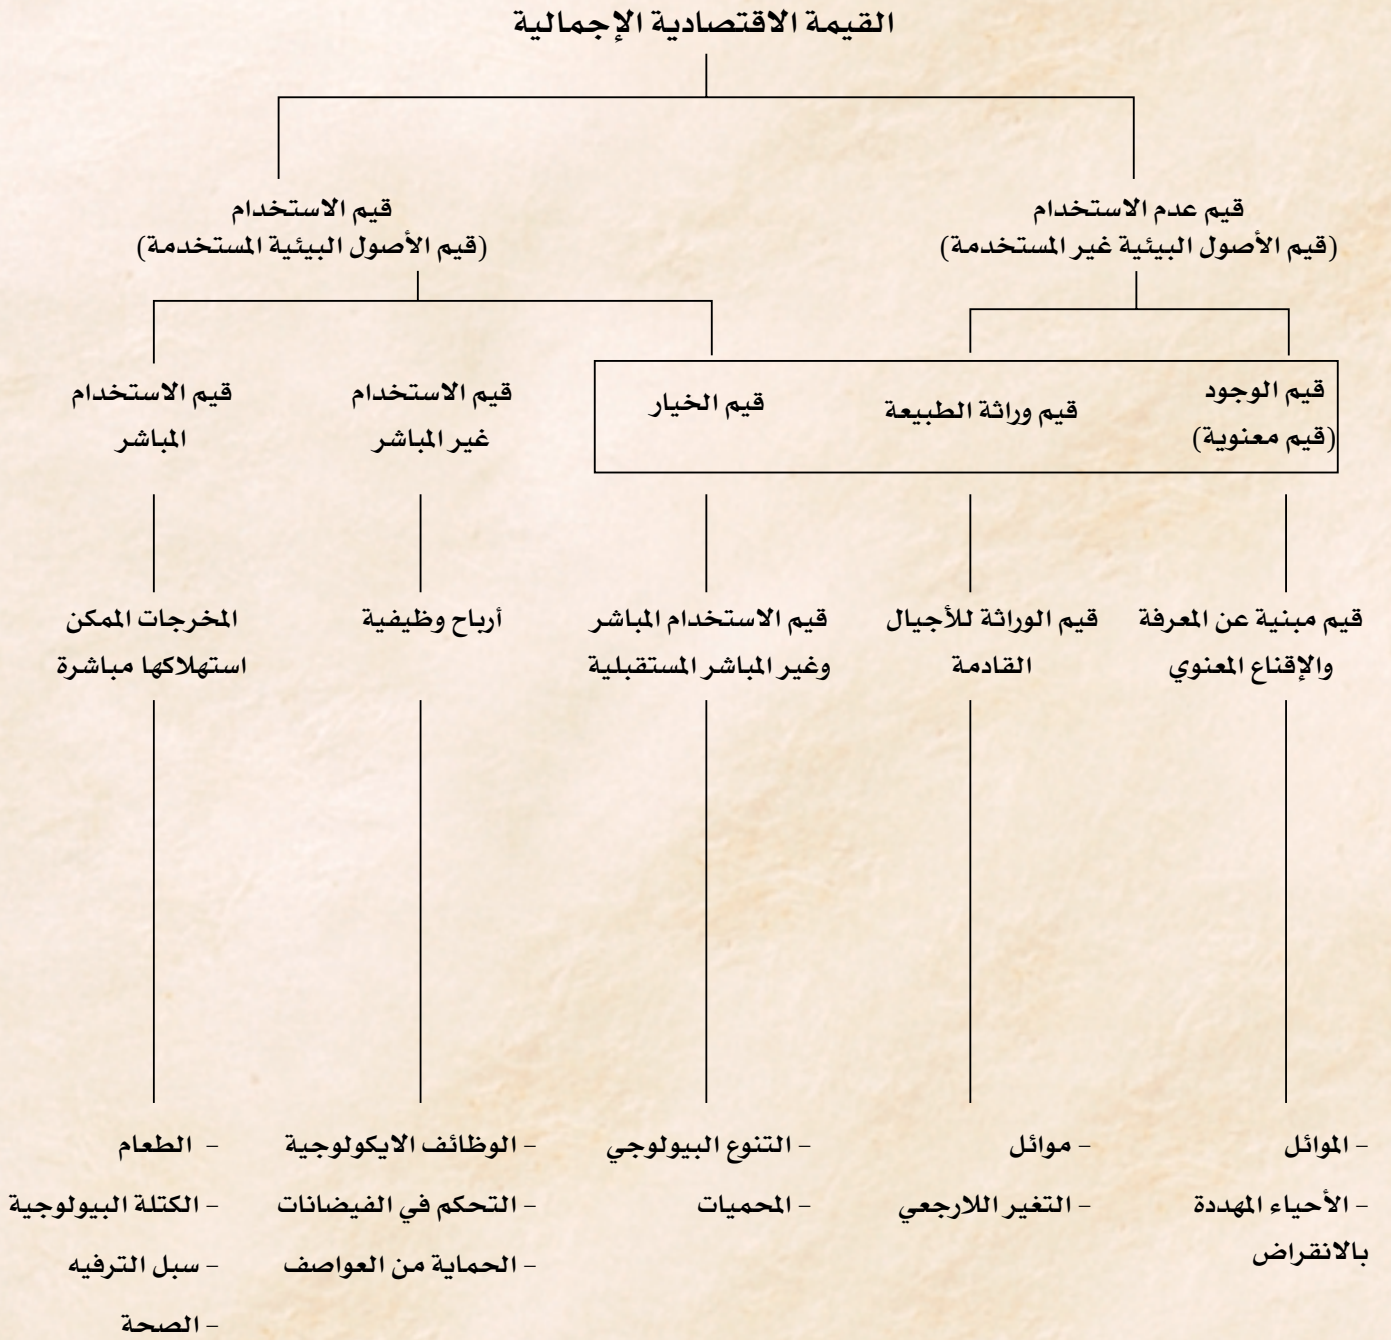 القيمة الاقتصادية الإجمالية
قيم عدم الاستخدام
(قيم الأصول البيئية غير المستخدمة)
قيم الاستخدام
(قيم الأصول البيئية المستخدمة)
قيم الوجود
(قيم معنوية)
قيم وراثة الطبيعة
قيم الخيار
قيم الاستخدام
غير المباشر
قيم الاستخدام
المباشر
قيم مبنية عن المعرفة
والإقناع المعنوي
قيم الوراثة للأجيال
القادمة
قيم الاستخدام المباشر
وغير المباشر المستقبلية
أرباح وظيفية
المخرجات الممكن
استهلاكها مباشرة
– الموائل
– الأحياء المهددة
بالانقراض
– موائل
– التغير اللارجعي
– التنوع البيولوجي
– المحميات
– الوظائف الايكولوجية
– التحكم في الفيضانات
– الحماية من العواصف
– الطعام
– الكتلة البيولوجية
– سبل الترفيه
– الصحة